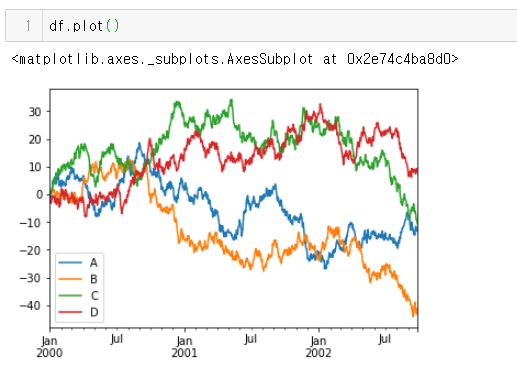 1 df.plot()
<matplotlib.axes._subplots.AxesSubplot at 0x2e74c4ba8d0>
30
20
10
0
−10
−20
−30
−40
A
B
C
D
Jan Jul Jan Jul Jan Jul
2000 2001 2002